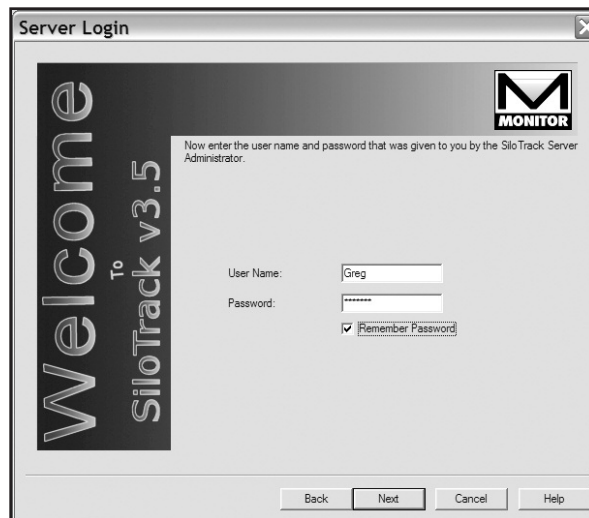 Server Login
Welcome
To
SiloTrack v3.5
M
MONITOR
Now enter the user name and password that was given to you by the SiloTrack Server
Administrator.
User Name:
Greg
Password:
*******
Remember Password
Back
Next
Cancel
Help